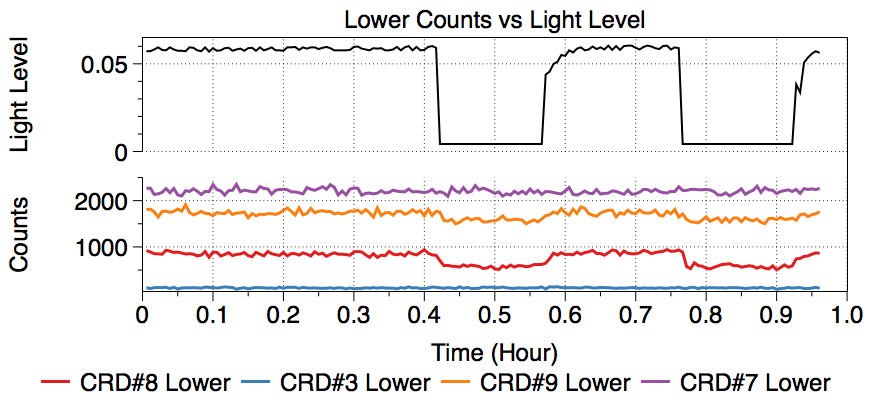 Lower Counts vs Light Level
Light Level
0.05
0
Counts
2000
1000
0 0.1 0.2 0.3 0.4 0.5 0.6 0.7 0.8 0.9 1.0
Time (Hour)
CRD#8 Lower CRD#3 Lower CRD#9 Lower CRD#7 Lower